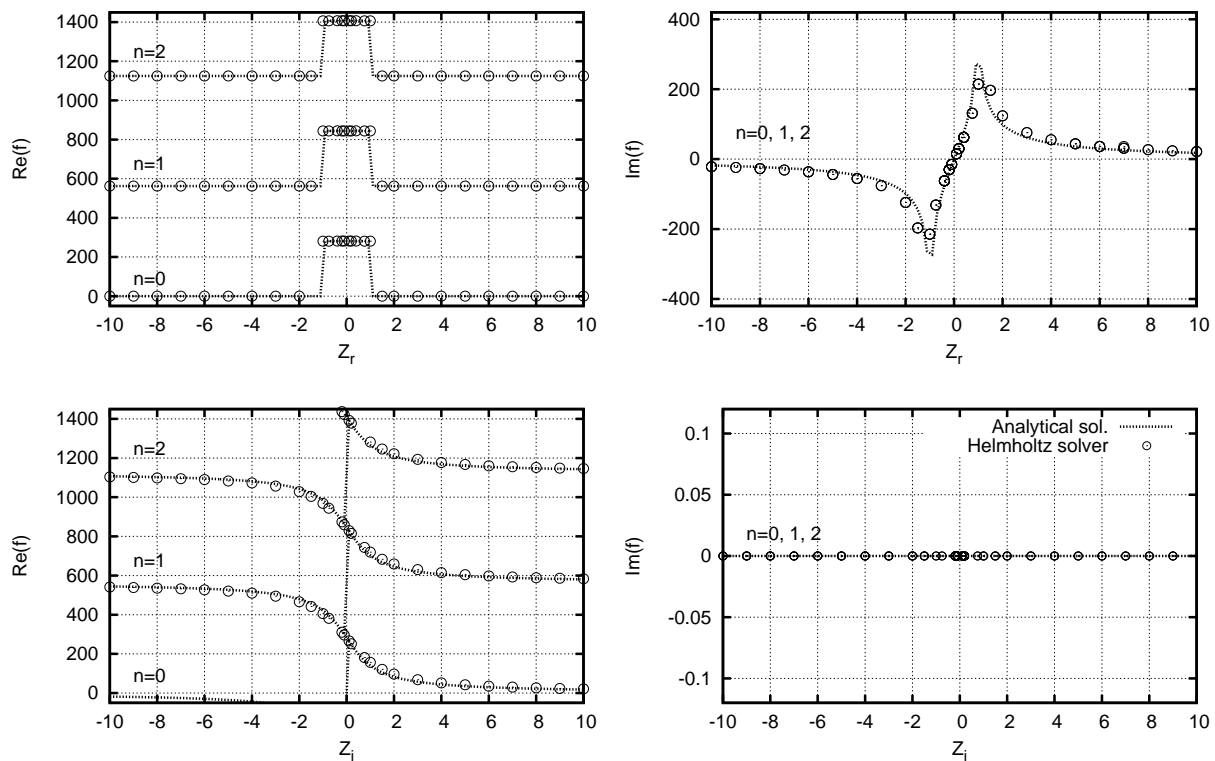 1400
1200
1000
800
600
400
200
0
Re(f)
n=2
n=1
n=0
-10 -8 -6 -4 -2 0 2 4 6 8 10
Z_r
400
200
0
-200
-400
Im(f)
n=0, 1, 2
-10 -8 -6 -4 -2 0 2 4 6 8 10
Z_r
1400
1200
1000
800
600
400
200
0
Re(f)
n=2
n=1
n=0
-10 -8 -6 -4 -2 0 2 4 6 8 10
Z_i
0.1
0.05
0
-0.05
-0.1
Im(f)
Analytical sol.
Helmholtz solver
n=0, 1, 2
-10 -8 -6 -4 -2 0 2 4 6 8 10
Z_i